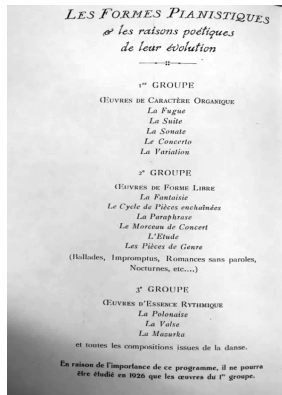 LES FORMES PIANISTIQUES
& les raisons poétiques
de leur évolution
1er GROUPE
ŒUVRES DE CARACTÈRE ORGANIQUE
La Fugue
La Suite
La Sonate
Le Concerto
La Variation
2e GROUPE
ŒUVRES DE FORME LIBRE
La Fantaisie
Le Cycle de Pièces enchaînées
La Paraphrase
Le Morceau de Concert
L'Etude
Les Pièces de Genre
(Ballades, Impromptus, Romances sans paroles,
Nocturnes, etc....)
3e GROUPE
ŒUVRES D'ESSENCE RYTHMIQUE
La Polonaise
La Valse
La Mazurka
et toutes les compositions issues de la danse.
En raison de l'importance de ce programme, il ne pourra
être étudié en 1926 que les œuvres du 1er groupe.